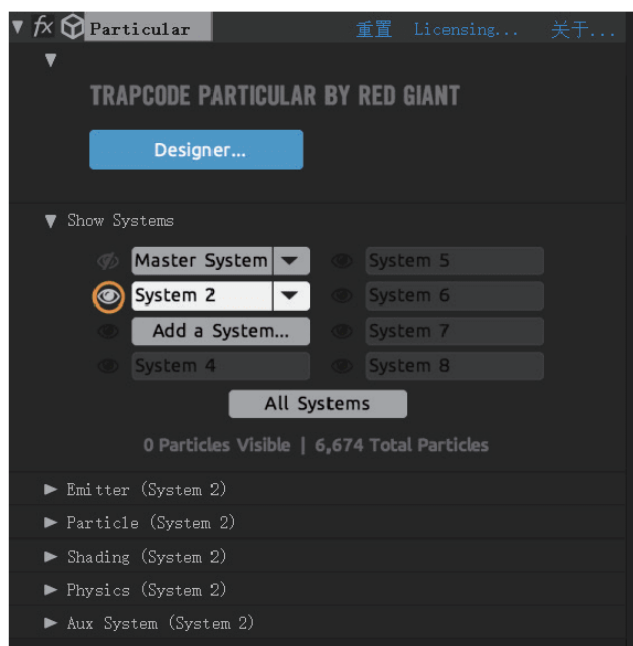 fx Particular 重置 Licensing... 关于...
TRAPCODE PARTICULAR BY RED GIANT
Designer...
Show Systems
Master System System 5
System 2 System 6
Add a System... System 7
System 4 System 8
All Systems
0 Particles Visible | 6,674 Total Particles
Emitter (System 2)
Particle (System 2)
Shading (System 2)
Physics (System 2)
Aux System (System 2)